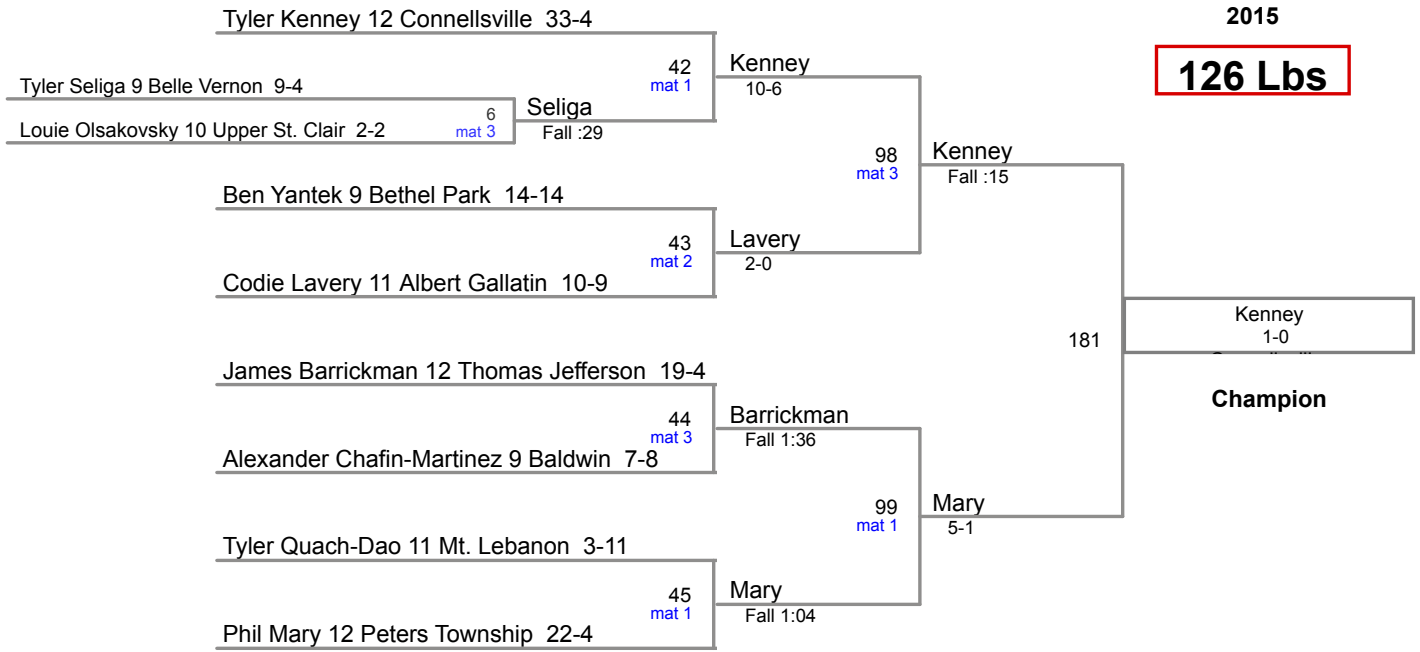 Tyler Kenney 12 Connellsville 33-4
2015
126 Lbs
42
mat 1
Kenney
10-6
Tyler Seliga 9 Belle Vernon 9-4
6
mat 3
Seliga
Fall :29
Louie Olsakovsky 10 Upper St. Clair 2-2
98
mat 3
Kenney
Fall :15
Ben Yantek 9 Bethel Park 14-14
43
mat 2
Lavery
2-0
Codie Lavery 11 Albert Gallatin 10-9
181
Kenney
1-0
Champion
James Barrickman 12 Thomas Jefferson 19-4
44
mat 3
Barrickman
Fall 1:36
Alexander Chafin-Martinez 9 Baldwin 7-8
99
mat 1
Mary
5-1
Tyler Quach-Dao 11 Mt. Lebanon 3-11
45
mat 1
Mary
Fall 1:04
Phil Mary 12 Peters Township 22-4